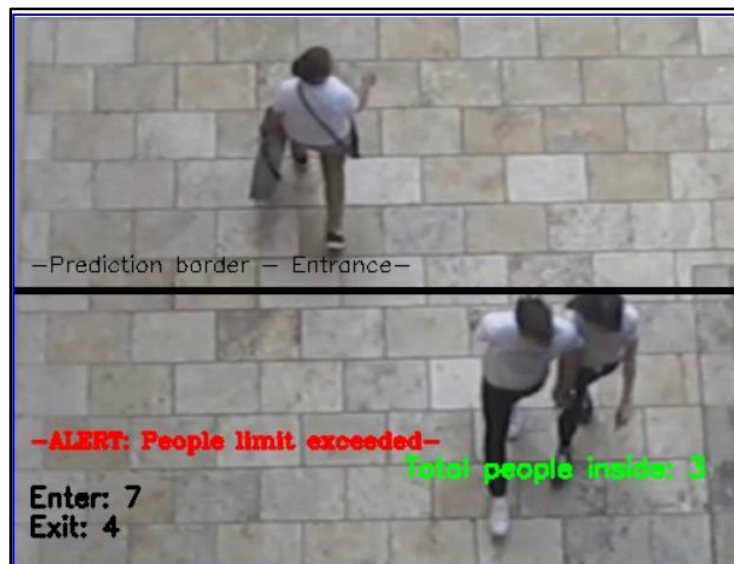 -Prediction border - Entrance-
-ALERT: People limit exceeded-
Total people inside: 3
Enter: 7
Exit: 4